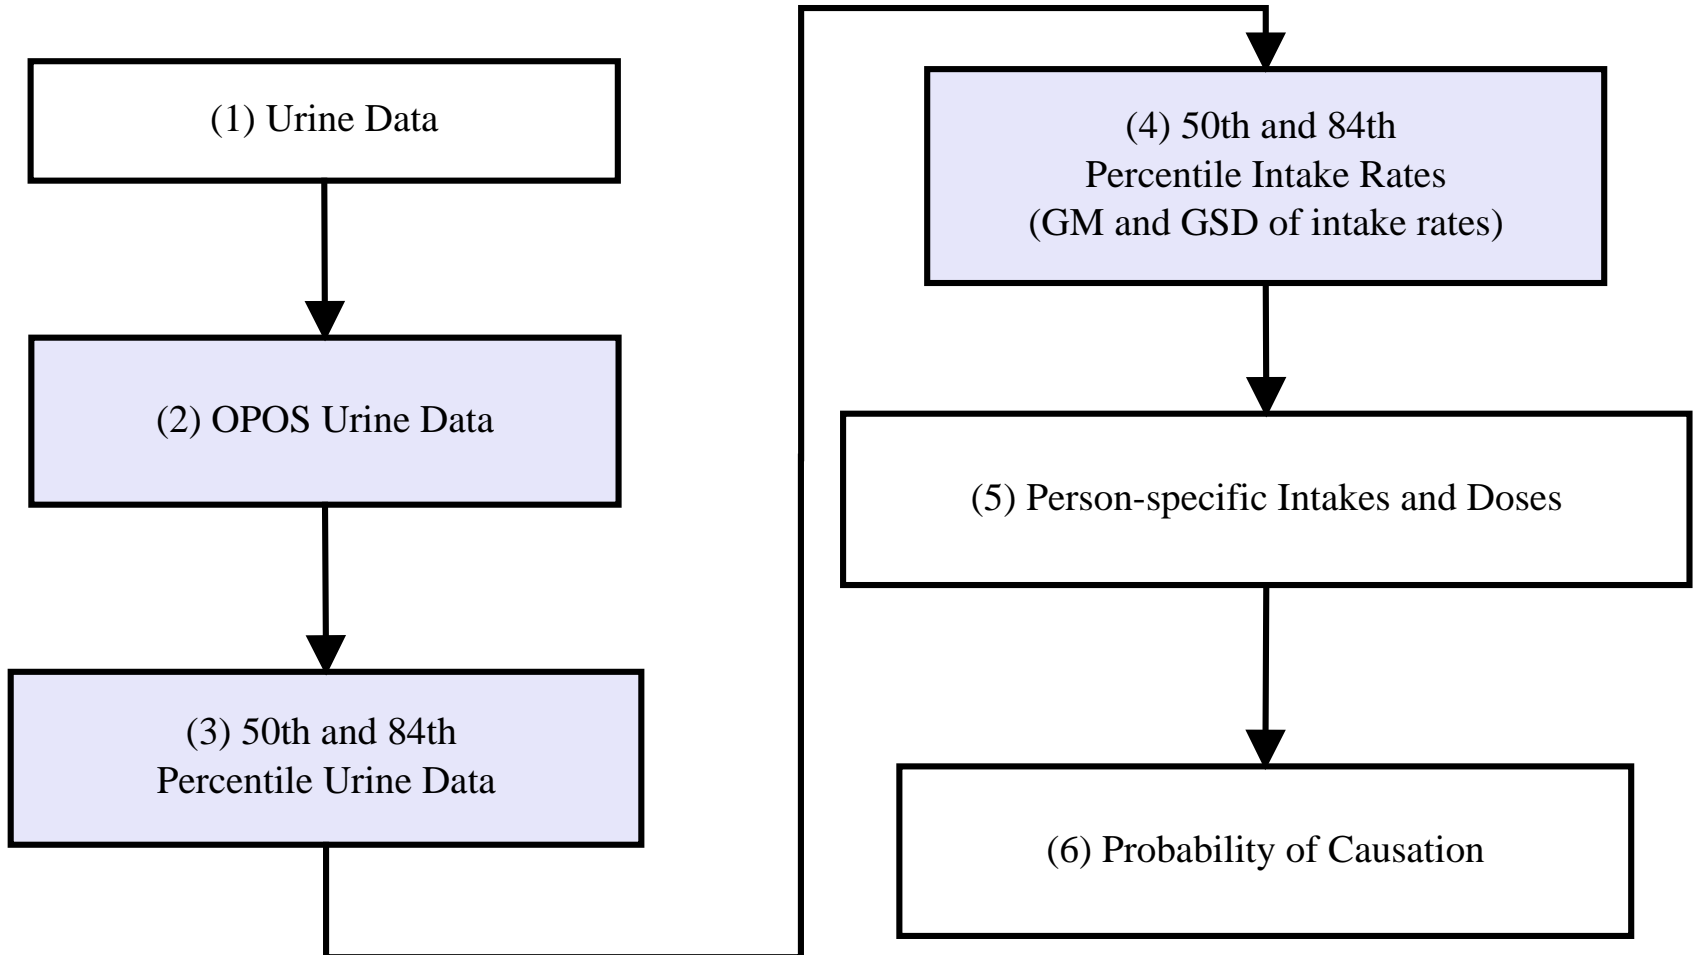 (1) Urine Data
(2) OPOS Urine Data
(3) 50th and 84th
Percentile Urine Data
(4) 50th and 84th
Percentile Intake Rates
(GM and GSD of intake rates)
(5) Person-specific Intakes and Doses
(6) Probability of Causation